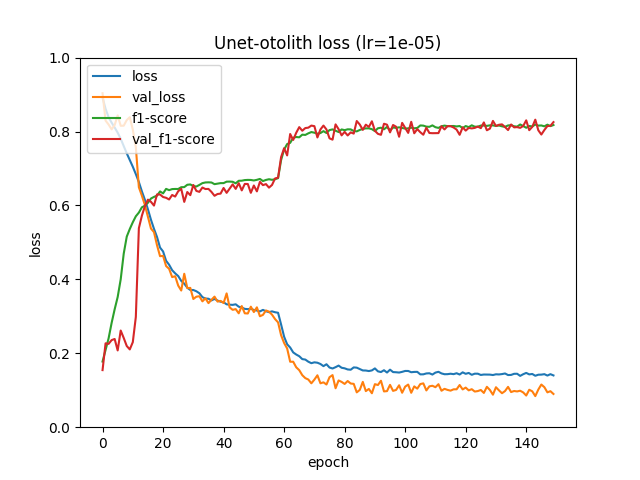 Unet-otolith loss (lr=1e-05)
loss
val_loss
f1-score
val_f1-score
1.0
0.8
0.6
0.4
0.2
0.0
loss
0 20 40 60 80 100 120 140
epoch